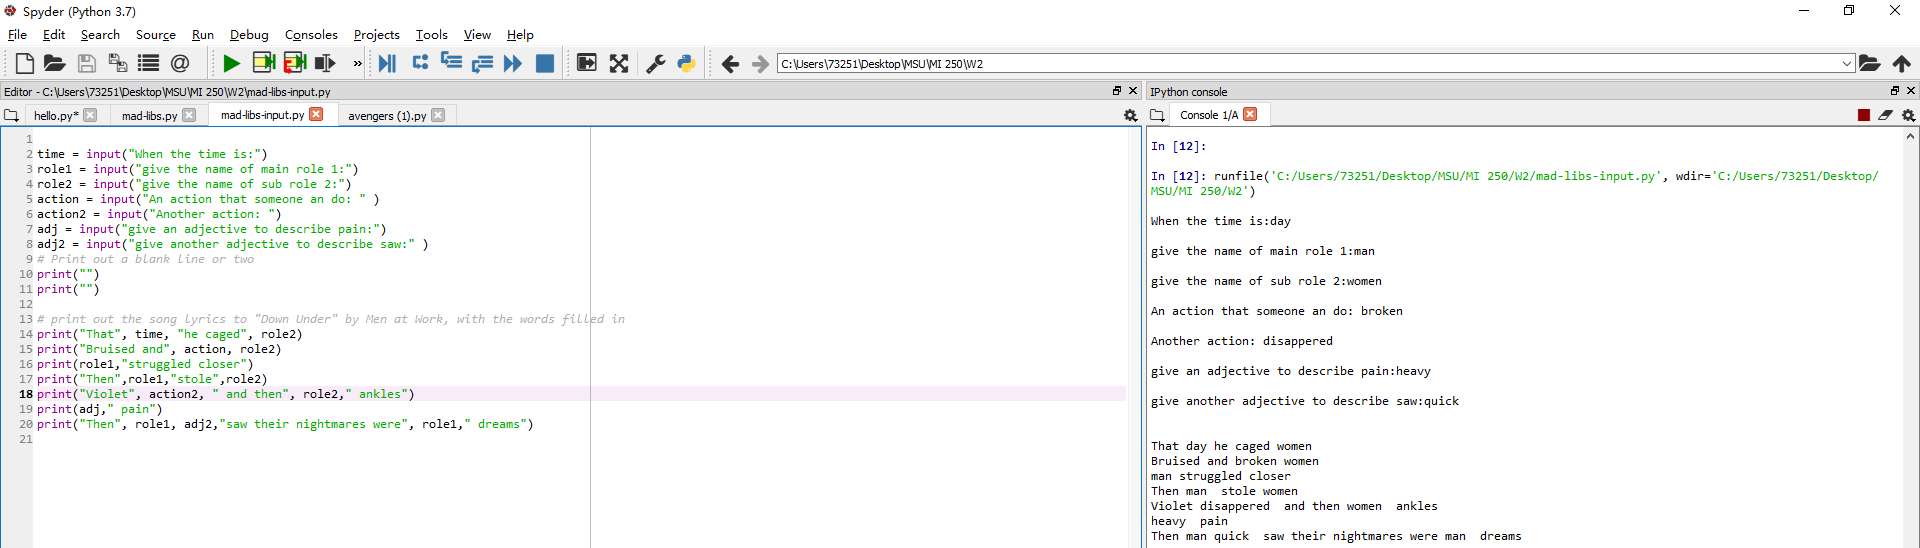 Spyder (Python 3.7)
File Edit Search Source Run Debug Consoles Projects Tools View Help
C:\Users\73251\Desktop\MSU\MI 250\W2
Editor - C:\Users\73251\Desktop\MSU\MI 250\W2\mad-libs-input.py
hello.py* mad-libs.py mad-libs-input.py avengers (1).py
1
2 time = input("When the time is:")
3 role1 = input("give the name of main role 1:")
4 role2 = input("give the name of sub role 2:")
5 action = input("An action that someone an do: " )
6 action2 = input("Another action: ")
7 adj = input("give an adjective to describe pain:")
8 adj2 = input("give another adjective to describe saw:" )
9 # Print out a blank line or two
10 print("")
11 print("")
12
13 # print out the song lyrics to "Down Under" by Men at Work, with the words filled in
14 print("That", time, "he caged", role2)
15 print("Bruised and", action, role2)
16 print(role1,"struggled closer")
17 print("Then",role1,"stole",role2)
18 print("Violet", action2, " and then", role2," ankles")
19 print(adj," pain")
20 print("Then", role1, adj2,"saw their nightmares were", role1," dreams")
21
IPython console
Console 1/A
In [12]:
In [12]: runfile('C:/Users/73251/Desktop/MSU/MI 250/W2/mad-libs-input.py', wdir='C:/Users/73251/Desktop/
MSU/MI 250/W2')
When the time is:day
give the name of main role 1:man
give the name of sub role 2:women
An action that someone an do: broken
Another action: disappered
give an adjective to describe pain:heavy
give another adjective to describe saw:quick
That day he caged women
Bruised and broken women
man struggled closer
Then man  stole women
Violet disappered  and then women  ankles
heavy  pain
Then man quick  saw their nightmares were man  dreams